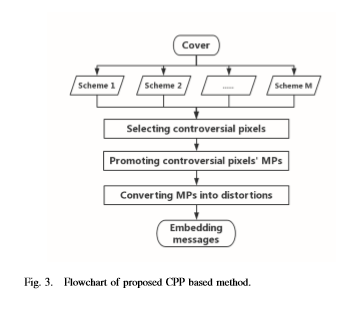 Cover
Scheme 1 Scheme 2 ...... Scheme M
Selecting controversial pixels
Promoting controversial pixels' MPs
Converting MPs into distortions
Embedding
messages
Fig. 3. Flowchart of proposed CPP based method.